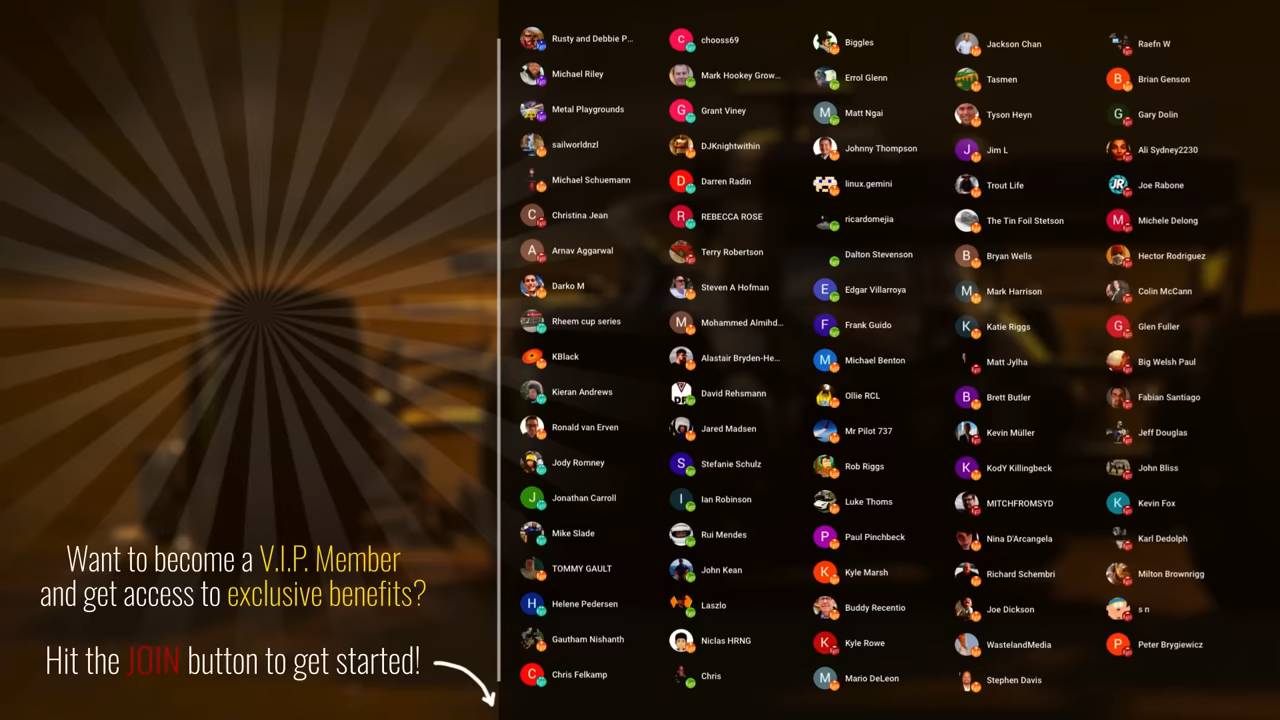 Want to become a V.I.P. Member
and get access to exclusive benefits?
Hit the JOIN button to get started!
Rusty and Debbie P...
Michael Riley
Metal Playgrounds
sailworldnzl
Michael Schuemann
C Christina Jean
A Arnav Aggarwal
Darko M
Rheem cup series
KBlack
Kieran Andrews
Ronald van Erven
Jody Romney
J Jonathan Carroll
Mike Slade
TOMMY GAULT
H Helene Pedersen
Gautham Nishanth
C Chris Felkamp
C chooss69
Mark Hookey Grow...
G Grant Viney
DJKnightwithin
D Darren Radin
R REBECCA ROSE
Terry Robertson
Steven A Hofman
M Mohammed Almihd...
Alastair Bryden-He...
David Rehsmann
Jared Madsen
S Stefanie Schulz
I Ian Robinson
Rui Mendes
John Kean
Laszlo
Niclas HRNG
Chris
Biggles
Errol Glenn
M Matt Ngai
Johnny Thompson
linux.gemini
ricardomejia
Dalton Stevenson
E Edgar Villarroya
F Frank Guido
M Michael Benton
Ollie RCL
Mr Pilot 737
Rob Riggs
Luke Thoms
P Paul Pinchbeck
K Kyle Marsh
Buddy Recentio
K Kyle Rowe
M Mario DeLeon
Jackson Chan
Tasmen
Tyson Heyn
J Jim L
Trout Life
The Tin Foil Stetson
B Bryan Wells
M Mark Harrison
K Katie Riggs
Matt Jylha
B Brett Butler
Kevin Müller
K KodY Killingbeck
MITCHFROMSYD
Nina D'Arcangela
Richard Schembri
Joe Dickson
WastelandMedia
Stephen Davis
Raefn W
B Brian Genson
G Gary Dolin
Ali Sydney2230
JR Joe Rabone
M Michele Delong
Hector Rodriguez
Colin McCann
G Glen Fuller
Big Welsh Paul
Fabian Santiago
Jeff Douglas
John Bliss
K Kevin Fox
Karl Dedolph
Milton Brownrigg
s n
P Peter Brygiewicz